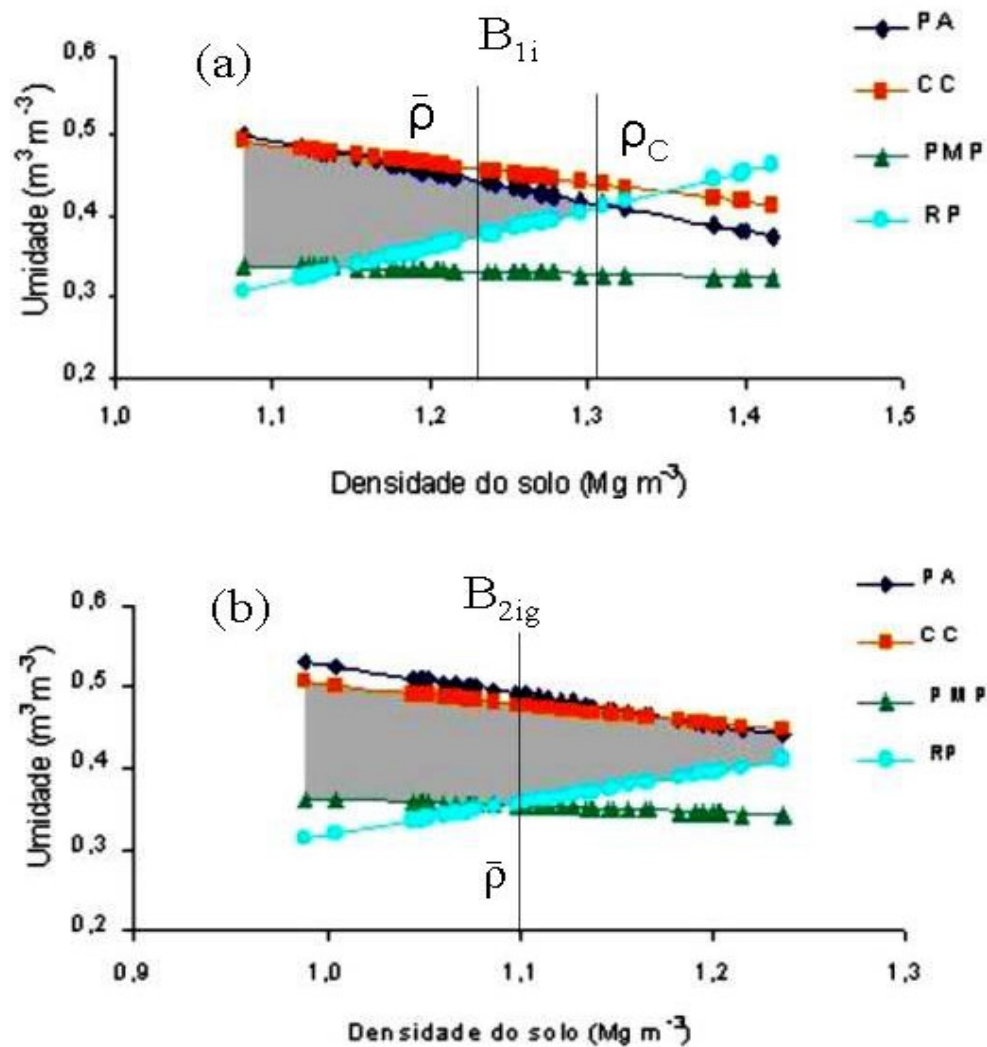 (a)
B1i
ρ̄
ρC
PA
CC
PMP
RP
Umidade (m³ m⁻³)
0,6
0,5
0,4
0,3
0,2
1,0 1,1 1,2 1,3 1,4 1,5
Densidade do solo (Mg m⁻³)
(b)
B2ig
ρ̄
PA
CC
PMP
RP
Umidade (m³ m⁻³)
0,6
0,5
0,4
0,3
0,2
0,9 1,0 1,1 1,2 1,3
Densidade do solo (Mg m⁻³)